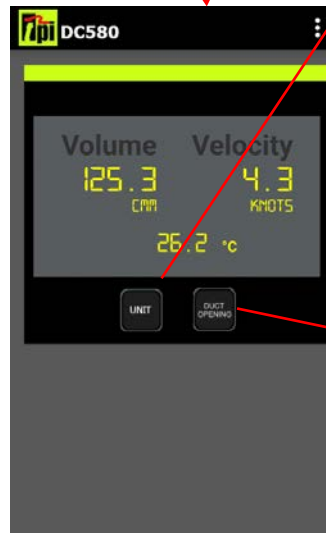 TPI DC580
Volume Velocity
125.3 4.3
CMM KNOTS
26.2 °C
UNIT DUCT
OPENING